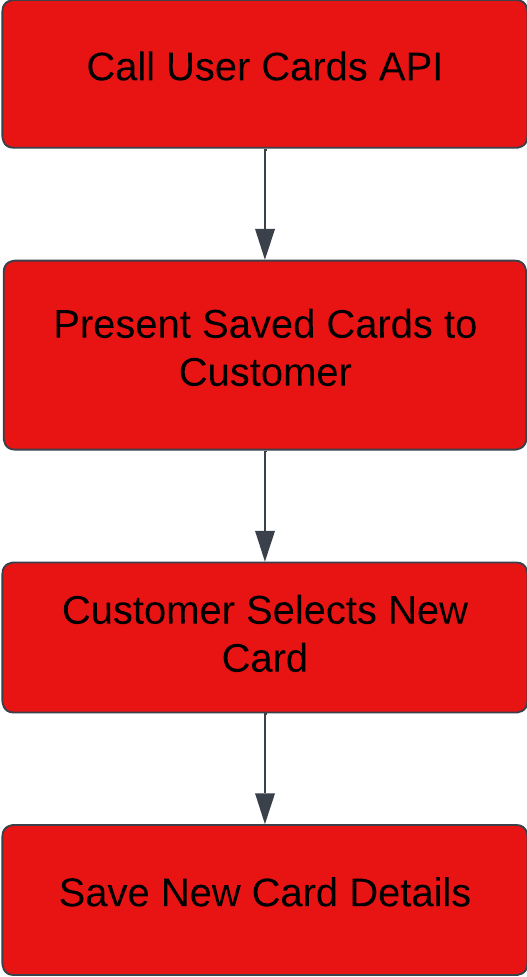 Call User Cards API
Present Saved Cards to
Customer
Customer Selects New
Card
Save New Card Details